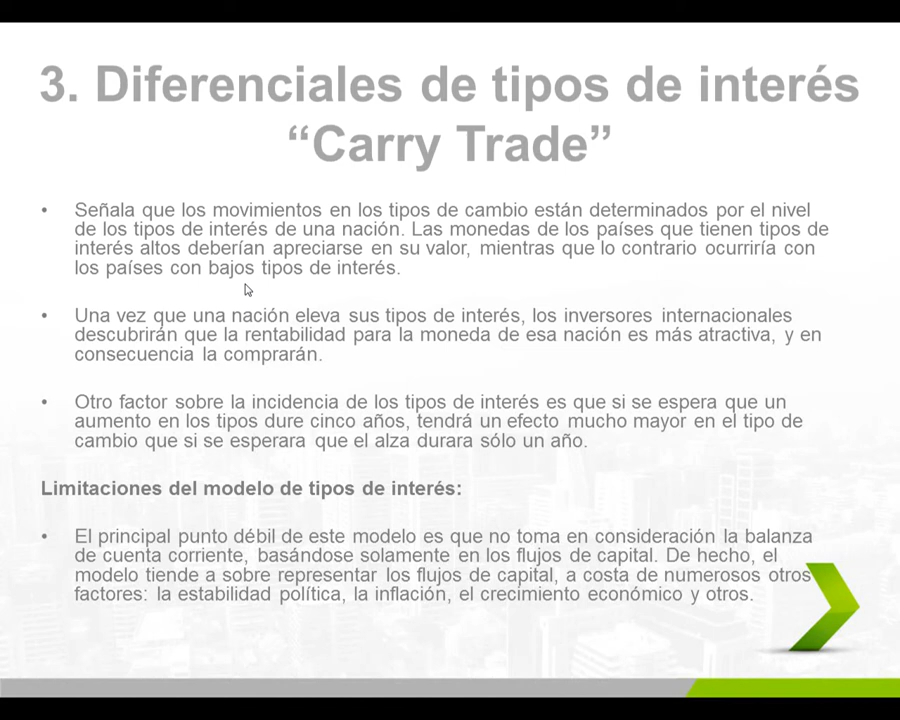 3. Diferenciales de tipos de interés
“Carry Trade”
• Señala que los movimientos en los tipos de cambio están determinados por el nivel
de los tipos de interés de una nación. Las monedas de los países que tienen tipos de
interés altos deberían apreciarse en su valor, mientras que lo contrario ocurriría con
los países con bajos tipos de interés.
• Una vez que una nación eleva sus tipos de interés, los inversores internacionales
descubrirán que la rentabilidad para la moneda de esa nación es más atractiva, y en
consecuencia la comprarán.
• Otro factor sobre la incidencia de los tipos de interés es que si se espera que un
aumento en los tipos dure cinco años, tendrá un efecto mucho mayor en el tipo de
cambio que si se esperara que el alza durara sólo un año.
Limitaciones del modelo de tipos de interés:
• El principal punto débil de este modelo es que no toma en consideración la balanza
de cuenta corriente, basándose solamente en los flujos de capital. De hecho, el
modelo tiende a sobre representar los flujos de capital, a costa de numerosos otros
factores: la estabilidad política, la inflación, el crecimiento económico y otros.